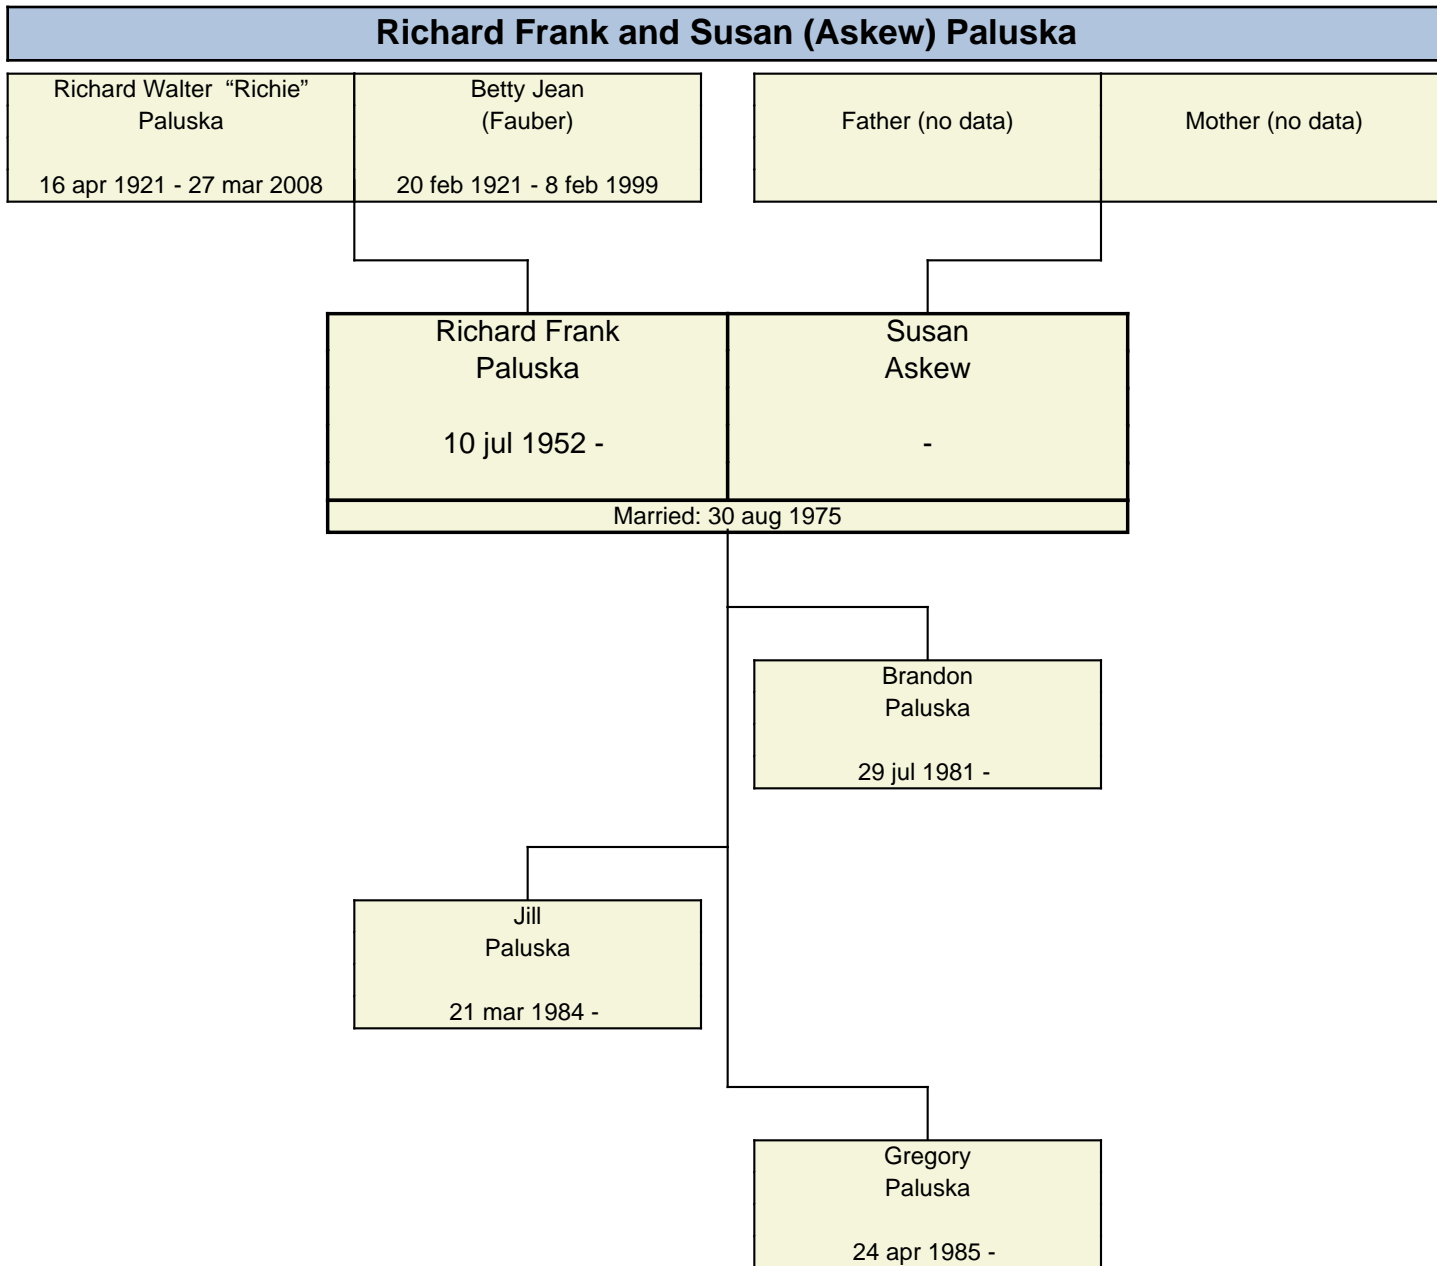 Richard Frank and Susan (Askew) Paluska
Richard Walter  “Richie”
Paluska
16 apr 1921 - 27 mar 2008
Betty Jean
(Fauber)
20 feb 1921 - 8 feb 1999
Father (no data)
Mother (no data)
Richard Frank
Paluska
10 jul 1952 -
Susan
Askew
-
Married: 30 aug 1975
Brandon
Paluska
29 jul 1981 -
Jill
Paluska
21 mar 1984 -
Gregory
Paluska
24 apr 1985 -